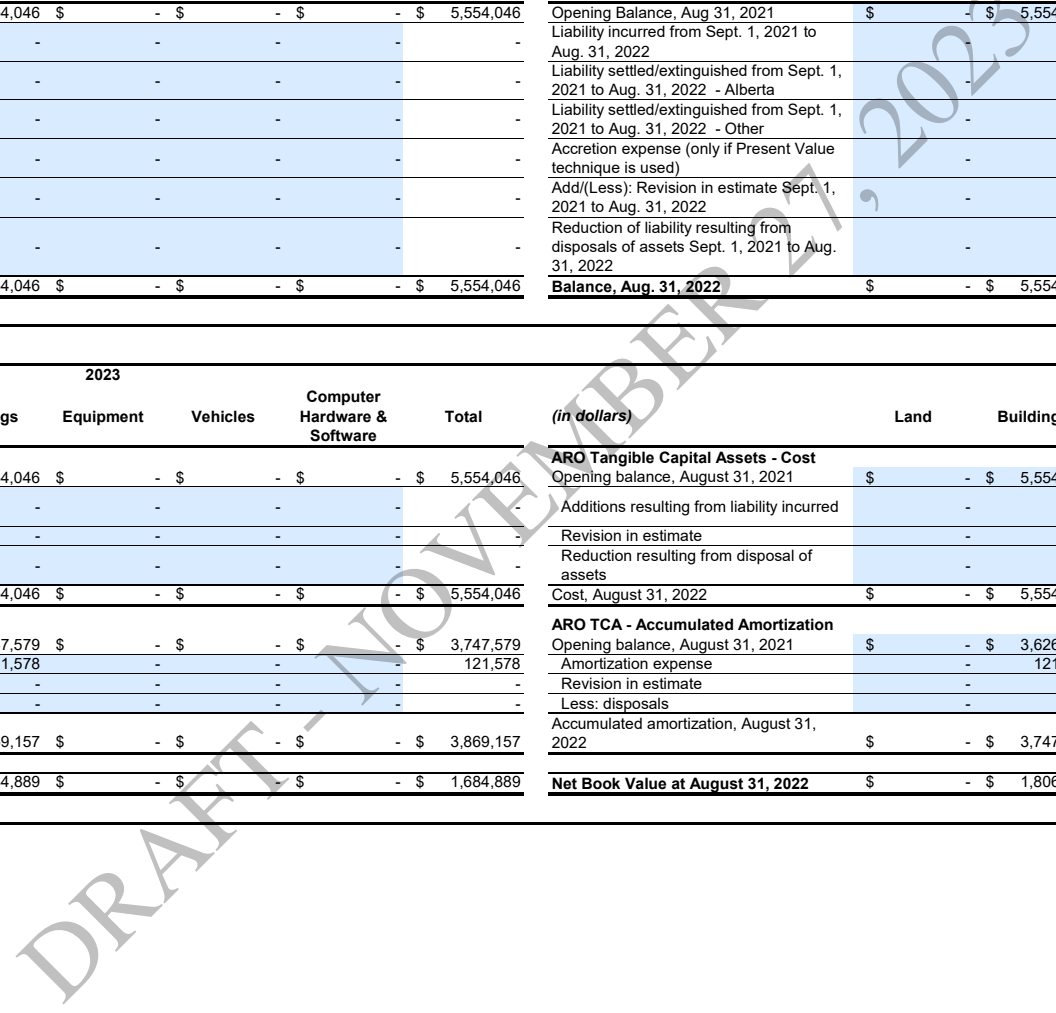 4,046 $ - $ - $ - $ 5,554,046 Opening Balance, Aug 31, 2021 $ - $ 5,554
- - - - - Liability incurred from Sept. 1, 2021 to
Aug. 31, 2022 -
- - - - - Liability settled/extinguished from Sept. 1,
2021 to Aug. 31, 2022 - Alberta -
- - - - - Liability settled/extinguished from Sept. 1,
2021 to Aug. 31, 2022 - Other -
- - - - - Accretion expense (only if Present Value
technique is used) -
- - - - - Add/(Less): Revision in estimate Sept. 1,
2021 to Aug. 31, 2022 -
- - - - - Reduction of liability resulting from
disposals of assets Sept. 1, 2021 to Aug. -
31, 2022
4,046 $ - $ - $ - $ 5,554,046 Balance, Aug. 31, 2022 $ - $ 5,554
2023
gs Equipment Vehicles Computer
Hardware &
Software Total (in dollars) Land Building
ARO Tangible Capital Assets - Cost
4,046 $ - $ - $ - $ 5,554,046 Opening balance, August 31, 2021 $ - $ 5,554
- - - - - Additions resulting from liability incurred -
- - - - - Revision in estimate -
- - - - - Reduction resulting from disposal of
assets -
4,046 $ - $ - $ - $ 5,554,046 Cost, August 31, 2022 $ - $ 5,554
ARO TCA - Accumulated Amortization
7,579 $ - $ - $ - $ 3,747,579 Opening balance, August 31, 2021 $ - $ 3,626
1,578 - - - 121,578 Amortization expense - 121
- - - - - Revision in estimate -
- - - - - Less: disposals -
Accumulated amortization, August 31,
9,157 $ - $ - $ - $ 3,869,157 2022 $ - $ 3,747
4,889 $ - $ - $ - $ 1,684,889 Net Book Value at August 31, 2022 $ - $ 1,806
DRAFT - NOVEMBER 27, 2023